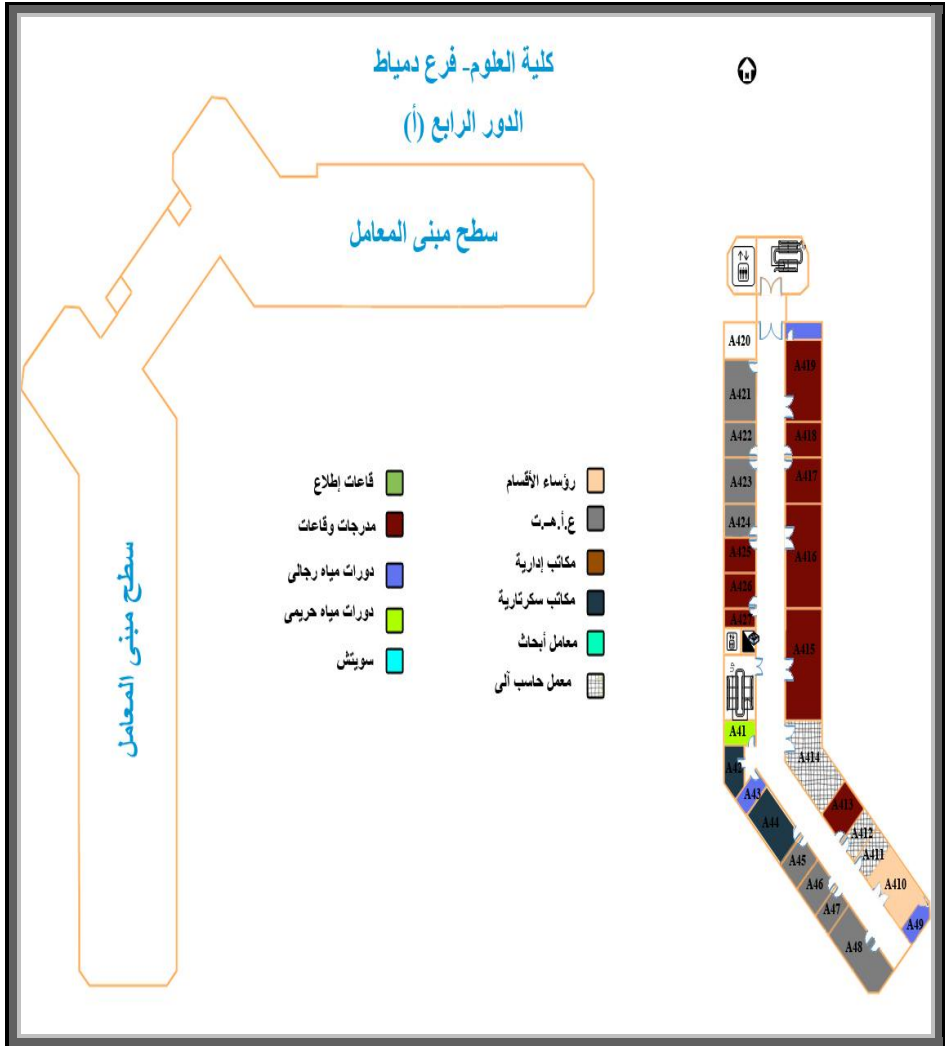 كلية العلوم- فرع دمياط
الدور الرابع (أ)
سطح مبنى المعامل
سطح مبنى المعامل
رؤساء الأقسام
ع.أ.هـ.ت
مكاتب إدارية
مكاتب سكرتارية
معامل أبحاث
معمل حاسب آلى
قاعات إطلاع
مدرجات وقاعات
دورات مياه رجالى
دورات مياه حريمى
سويتش
A420
A421
A422
A423
A424
A425
A426
A427
A419
A418
A417
A416
A415
A41
A42
A43
A44
A45
A46
A47
A48
A414
A413
A412
A411
A410
A49